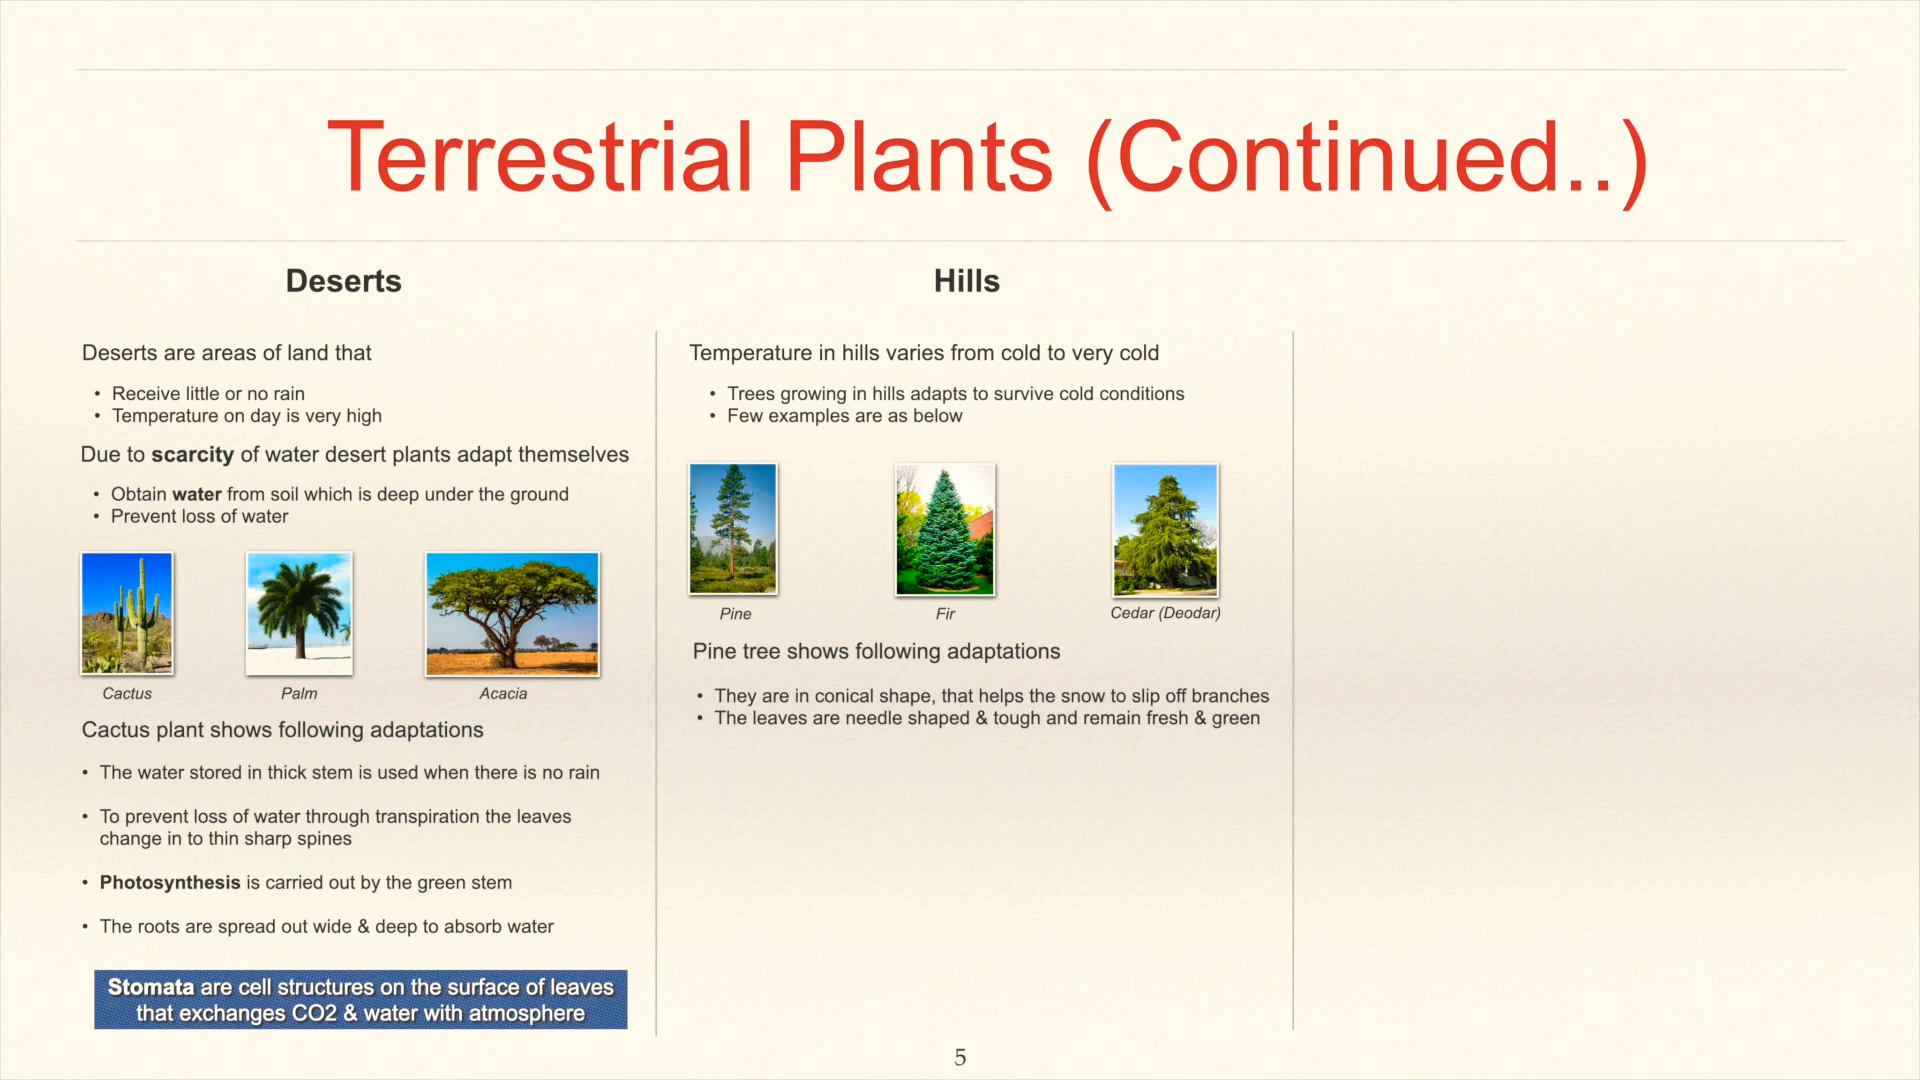 Terrestrial Plants (Continued..)
Deserts
Deserts are areas of land that
• Receive little or no rain
• Temperature on day is very high
Due to scarcity of water desert plants adapt themselves
• Obtain water from soil which is deep under the ground
• Prevent loss of water
Cactus
Palm
Acacia
Cactus plant shows following adaptations
• The water stored in thick stem is used when there is no rain
• To prevent loss of water through transpiration the leaves
change in to thin sharp spines
• Photosynthesis is carried out by the green stem
• The roots are spread out wide & deep to absorb water
Stomata are cell structures on the surface of leaves
that exchanges CO2 & water with atmosphere
Hills
Temperature in hills varies from cold to very cold
• Trees growing in hills adapts to survive cold conditions
• Few examples are as below
Pine
Fir
Cedar (Deodar)
Pine tree shows following adaptations
• They are in conical shape, that helps the snow to slip off branches
• The leaves are needle shaped & tough and remain fresh & green
5